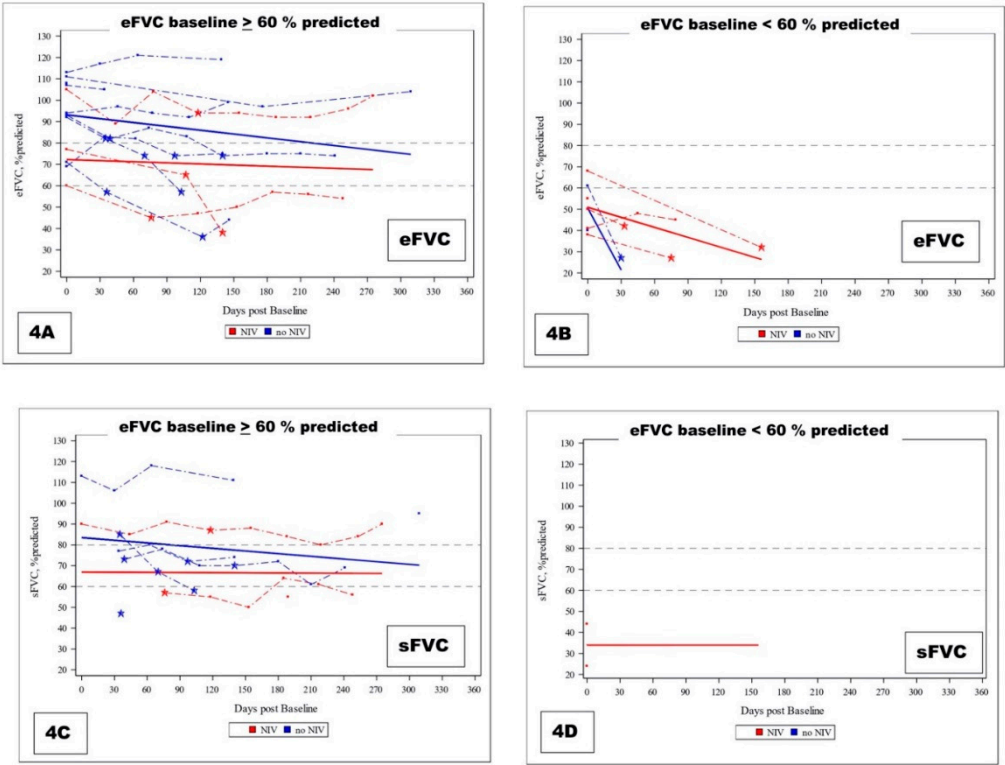 eFVC baseline ≥ 60 % predicted
130
120
110
100
90
80
70
60
50
40
30
20
eFVC, %predicted
eFVC
0 30 60 90 120 150 180 210 240 270 300 330 360
Days post Baseline
NIV no NIV
4A
eFVC baseline < 60 % predicted
130
120
110
100
90
80
70
60
50
40
30
20
eFVC, %predicted
eFVC
0 30 60 90 120 150 180 210 240 270 300 330 360
Days post Baseline
NIV no NIV
4B
eFVC baseline ≥ 60 % predicted
130
120
110
100
90
80
70
60
50
40
30
20
sFVC, %predicted
sFVC
0 30 60 90 120 150 180 210 240 270 300 330 360
Days post Baseline
NIV no NIV
4C
eFVC baseline < 60 % predicted
130
120
110
100
90
80
70
60
50
40
30
20
sFVC, %predicted
sFVC
0 30 60 90 120 150 180 210 240 270 300 330 360
Days post Baseline
NIV no NIV
4D